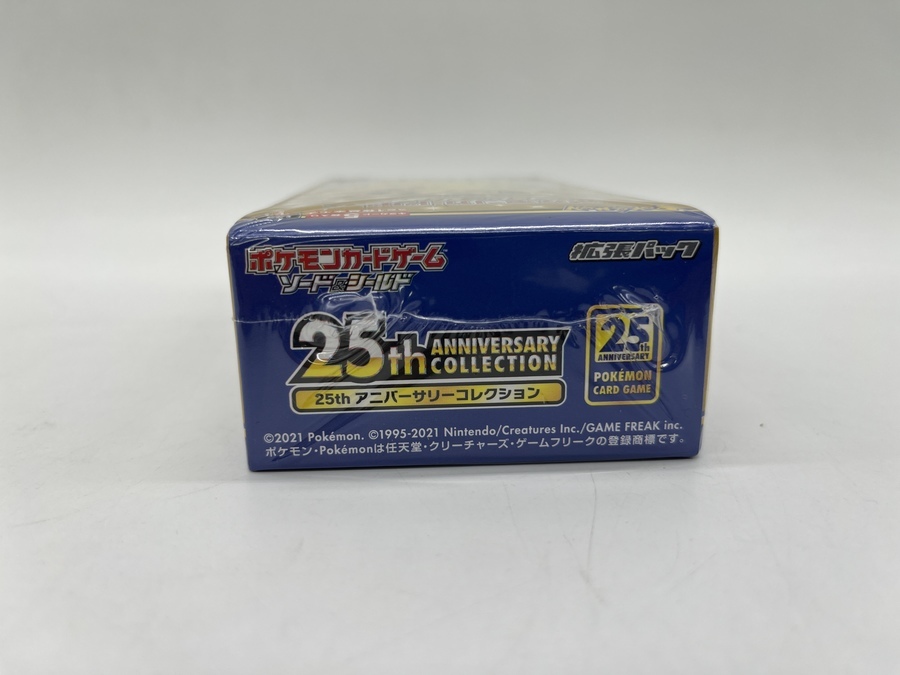 ポケモンカードゲーム
ソード&シールド
拡張パック
25th ANNIVERSARY COLLECTION
25th アニバーサリーコレクション
25th
ANNIVERSARY
POKÉMON
CARD GAME
©2021 Pokémon. ©1995-2021 Nintendo/Creatures Inc./GAME FREAK inc.
ポケモン・Pokémonは任天堂・クリーチャーズ・ゲームフリークの登録商標です。